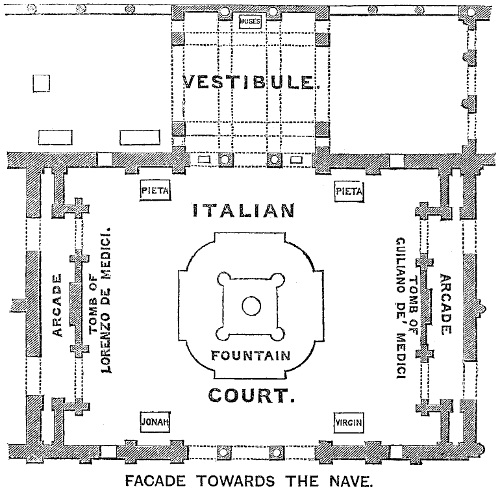 MUSES
VESTIBULE.
PIETA
PIETA
ITALIAN
ARCADE
TOMB OF
LORENZO DE MEDICI.
FOUNTAIN
TOMB OF
GUILIANO DE' MEDICI
ARCADE
COURT.
JONAH
VIRGIN
FACADE TOWARDS THE NAVE.